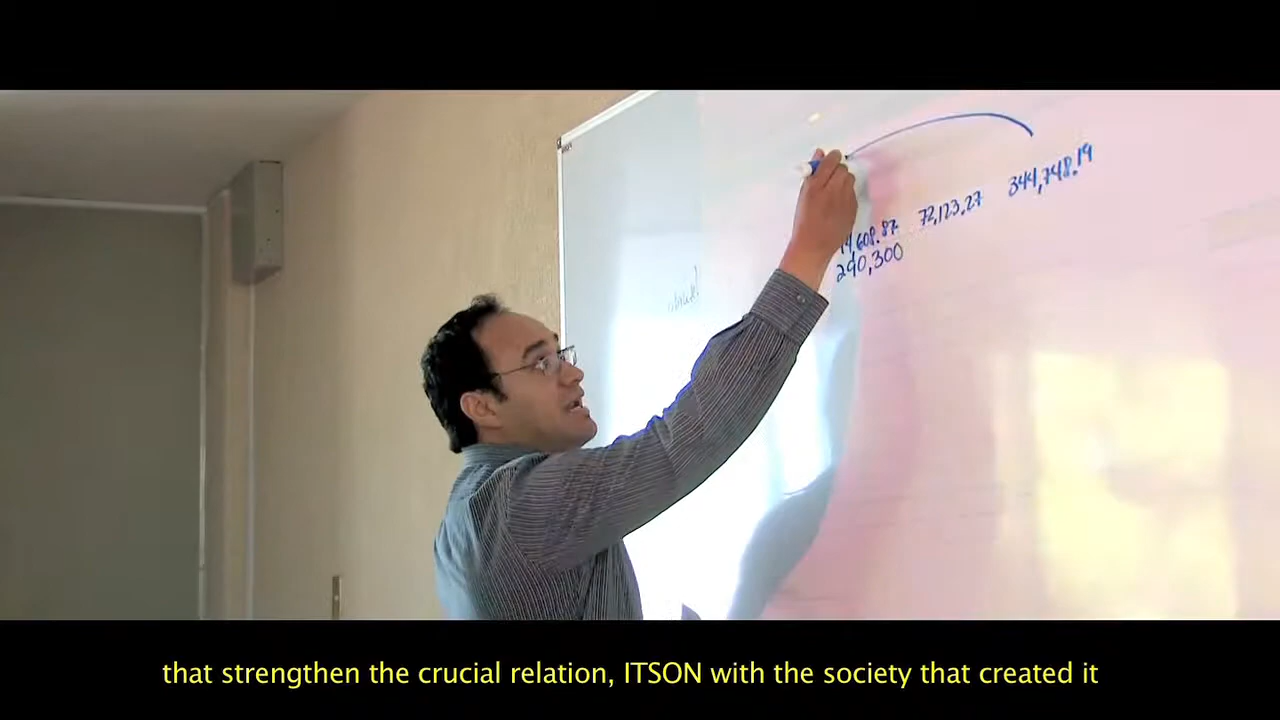 344,748.19
72,123.27
290,300
that strengthen the crucial relation, ITSON with the society that created it